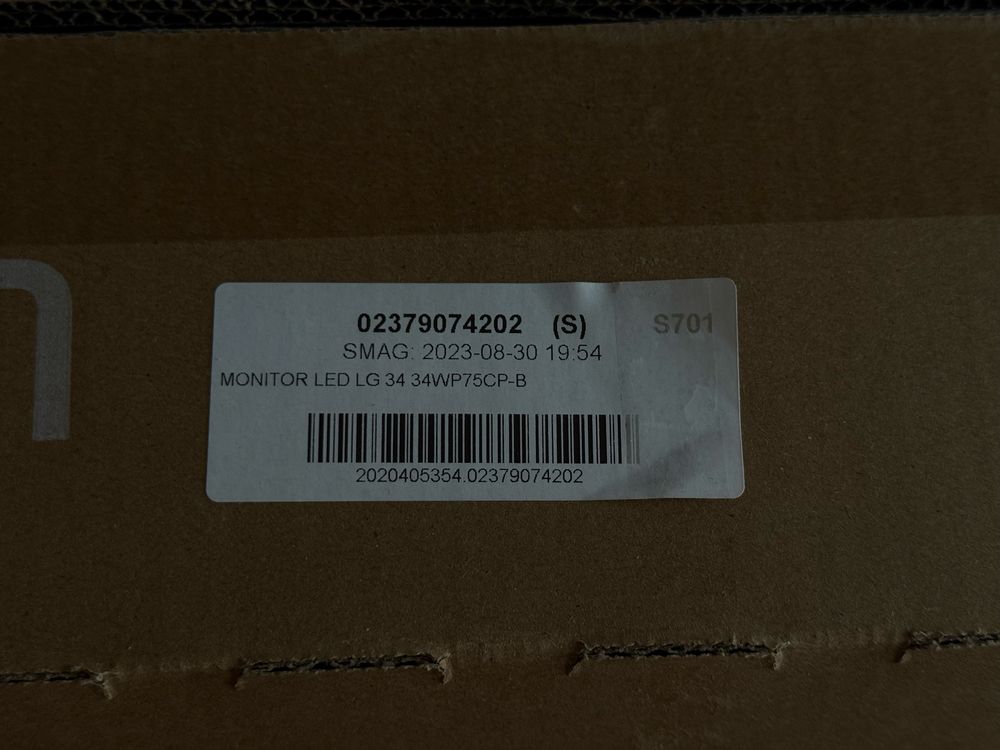 02379074202 (S) S701
SMAG: 2023-08-30 19:54
MONITOR LED LG 34 34WP75CP-B
2020405354.02379074202